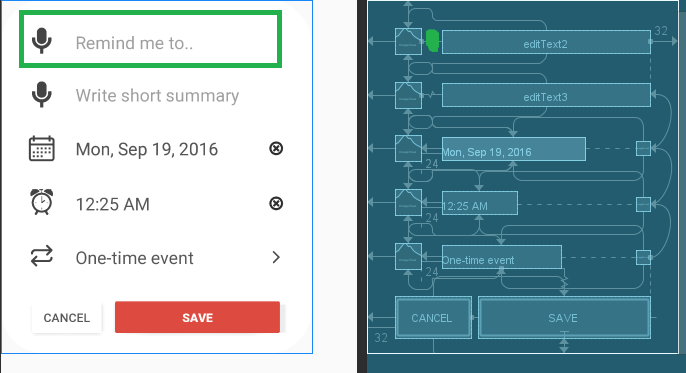 Remind me to..
Write short summary
Mon, Sep 19, 2016
12:25 AM
One-time event
CANCEL SAVE
32
editText2
editText3
Mon, Sep 19, 2016
24
12:25 AM
24
One-time event
24
CANCEL SAVE
32